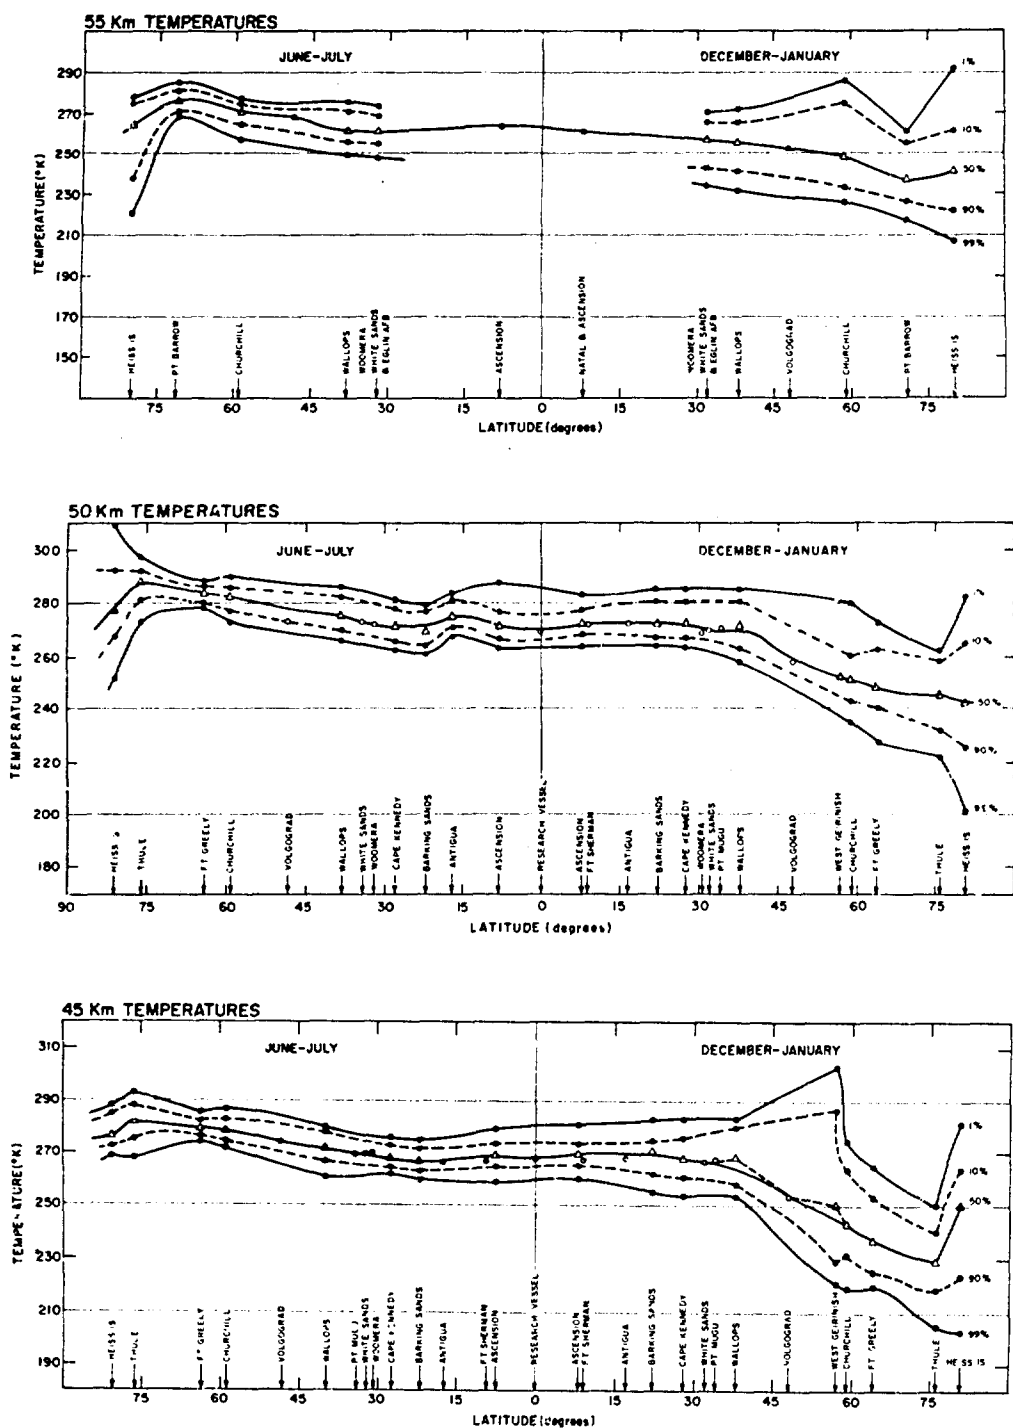 55 Km TEMPERATURES
JUNE-JULY
DECEMBER-JANUARY
290
270
250
230
210
190
170
150
TEMPERATURE (°K)
1%
10%
50%
90%
99%
HEISS IS
PT BARROW
CHURCHILL
WALLOPS
WOOMERA
WHITE SANDS
& EGLIN AFB
ASCENSION
NATAL & ASCENSION
WOOMERA
WHITE SANDS
& EGLIN AFB
WALLOPS
VOLGOGRAD
CHURCHILL
PT BARROW
HEISS IS
75 60 45 30 15 0 15 30 45 60 75
LATITUDE (degrees)
50 Km TEMPERATURES
JUNE-JULY
DECEMBER-JANUARY
300
280
260
240
220
200
180
170
TEMPERATURE (°K)
10%
50%
90%
THULE
FT GREELY
CHURCHILL
VOLGOGRAD
WALLOPS
WHITE SANDS
WOOMERA
CAPE KENNEDY
BARKING SANDS
ANTIGUA
ASCENSION
RESEARCH VESSEL
ASCENSION
FT SHERMAN
ANTIGUA
BARKING SANDS
CAPE KENNEDY
WOOMERA
WHITE SANDS
PT MUGU
WALLOPS
VOLGOGRAD
WEST GEIRINISH
CHURCHILL
FT GREELY
THULE
HEISS IS
90 75 60 45 30 15 0 15 30 45 60 75
LATITUDE (degrees)
45 Km TEMPERATURES
JUNE-JULY
DECEMBER-JANUARY
310
290
270
250
230
210
190
1%
10%
50%
90%
99%
HEISS IS
THULE
FT GREELY
CHURCHILL
VOLGOGRAD
WALLOPS
WHITE SANDS
WOOMERA
CAPE KENNEDY
BARKING SANDS
ANTIGUA
FT SHERMAN
ASCENSION
RESEARCH VESSEL
ASCENSION
FT SHERMAN
ANTIGUA
BARKING SANDS
CAPE KENNEDY
WHITE SANDS
PT MUGU
WALLOPS
VOLGOGRAD
WEST GEIRINISH
CHURCHILL
FT GREELY
THULE
HEISS IS
75 60 45 30 15 0 15 30 45 60 75
LATITUDE (degrees)